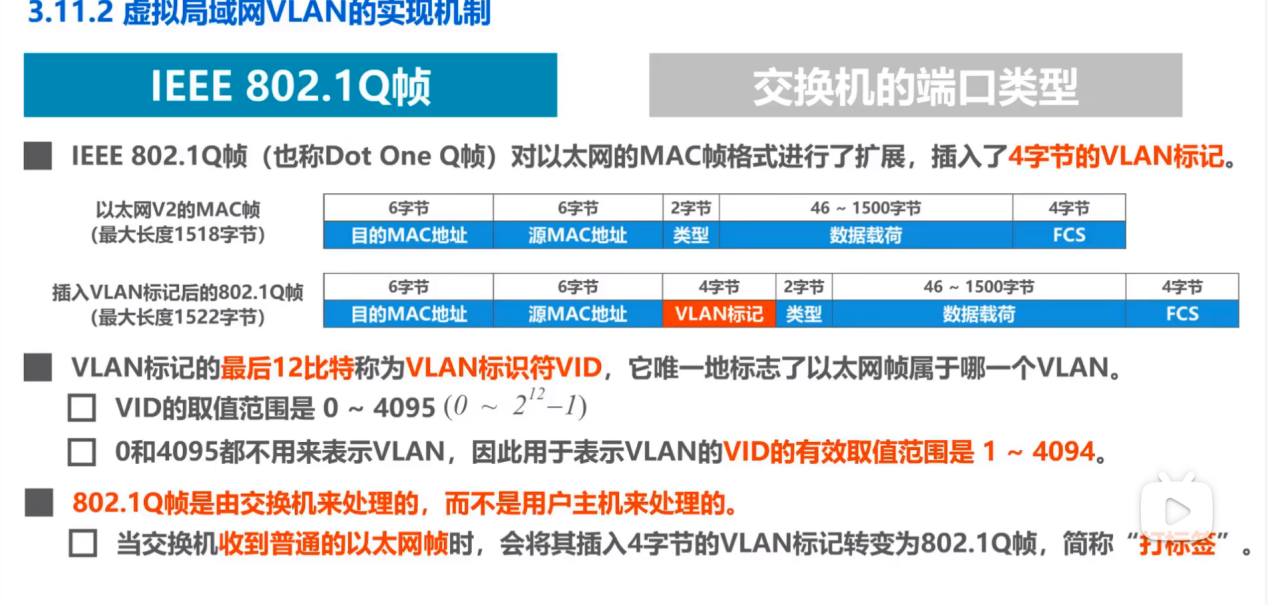 3.11.2 虚拟局域网VLAN的实现机制
IEEE 802.1Q帧
交换机的端口类型
IEEE 802.1Q帧（也称Dot One Q帧）对以太网的MAC帧格式进行了扩展，插入了4字节的VLAN标记。
以太网V2的MAC帧
(最大长度1518字节)
6字节 6字节 2字节 46 ~ 1500字节 4字节
目的MAC地址 源MAC地址 类型 数据载荷 FCS
插入VLAN标记后的802.1Q帧
(最大长度1522字节)
6字节 6字节 4字节 2字节 46 ~ 1500字节 4字节
目的MAC地址 源MAC地址 VLAN标记 类型 数据载荷 FCS
VLAN标记的最后12比特称为VLAN标识符VID，它唯一地标志了以太网帧属于哪一个VLAN。
VID的取值范围是 0 ~ 4095 (0 ~ 2^12−1)
0和4095都不用来表示VLAN，因此用于表示VLAN的VID的有效取值范围是 1 ~ 4094。
802.1Q帧是由交换机来处理的，而不是用户主机来处理的。
当交换机收到普通的以太网帧时，会将其插入4字节的VLAN标记转变为802.1Q帧，简称“打标签”。